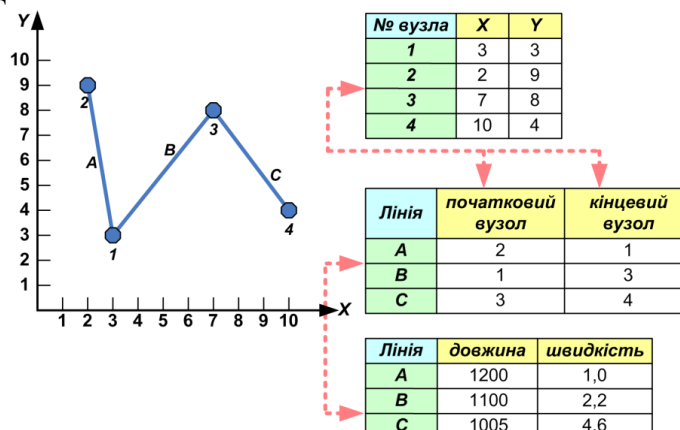 Y
10
9
8
7
6
5
4
3
2
1
2
A
B
3
C
4
1
X
1 2 3 4 5 6 7 8 9 10
№ вузла X Y
1 3 3
2 2 9
3 7 8
4 10 4
Лінія початковий вузол кінцевий вузол
A 2 1
B 1 3
C 3 4
Лінія довжина швидкість
A 1200 1,0
B 1100 2,2
C 1005 4,6